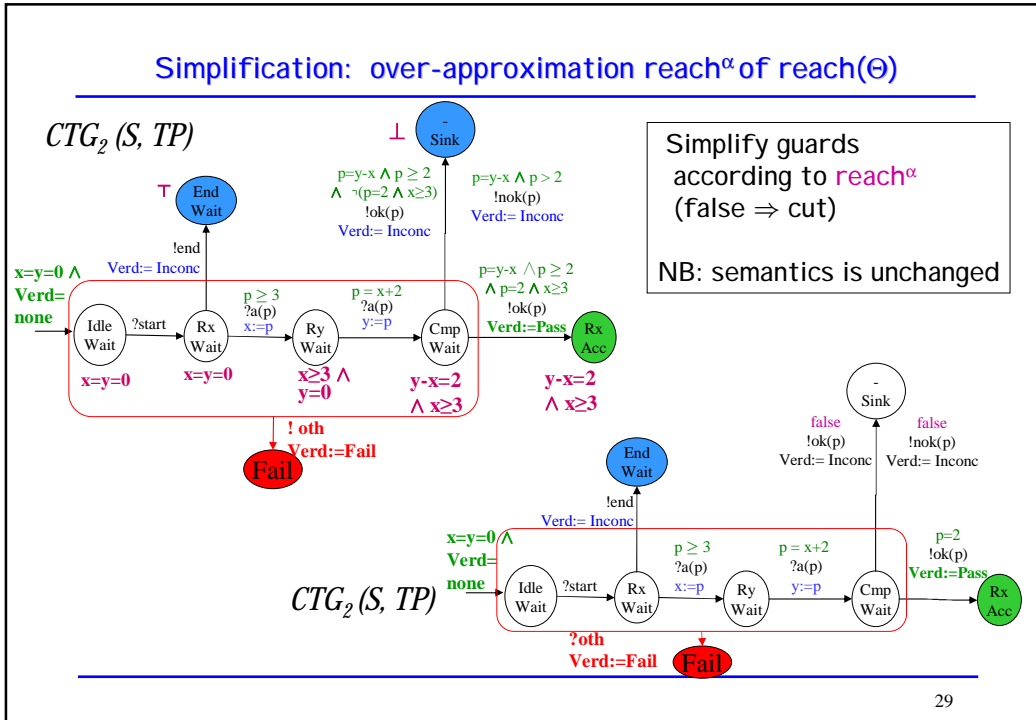 Simplification: over-approximation reachα of reach(Θ)
CTG2 (S, TP)
⊥
-
Sink
Simplify guards
according to reachα
(false ⇒ cut)
NB: semantics is unchanged
⊤
End
Wait
p=y-x ∧ p ≥ 2
∧ ¬(p=2 ∧ x≥3)
!ok(p)
Verd:= Inconc
p=y-x ∧ p > 2
!nok(p)
Verd:= Inconc
!end
Verd:= Inconc
x=y=0 ∧
Verd=
none
Idle
Wait
?start
Rx
Wait
p ≥ 3
?a(p)
x:=p
Ry
Wait
p = x+2
?a(p)
y:=p
Cmp
Wait
p=y-x ∧ p ≥ 2
∧ p=2 ∧ x≥3
!ok(p)
Verd:=Pass
Rx
Acc
x=y=0
x=y=0
x≥3 ∧
y=0
y-x=2
∧ x≥3
y-x=2
∧ x≥3
! oth
Verd:=Fail
Fail
-
Sink
false
!ok(p)
Verd:= Inconc
false
!nok(p)
Verd:= Inconc
End
Wait
!end
Verd:= Inconc
x=y=0 ∧
Verd=
none
CTG2 (S, TP)
Idle
Wait
?start
Rx
Wait
p ≥ 3
?a(p)
x:=p
Ry
Wait
p = x+2
?a(p)
y:=p
Cmp
Wait
p=2
!ok(p)
Verd:=Pass
Rx
Acc
?oth
Verd:=Fail
Fail
29